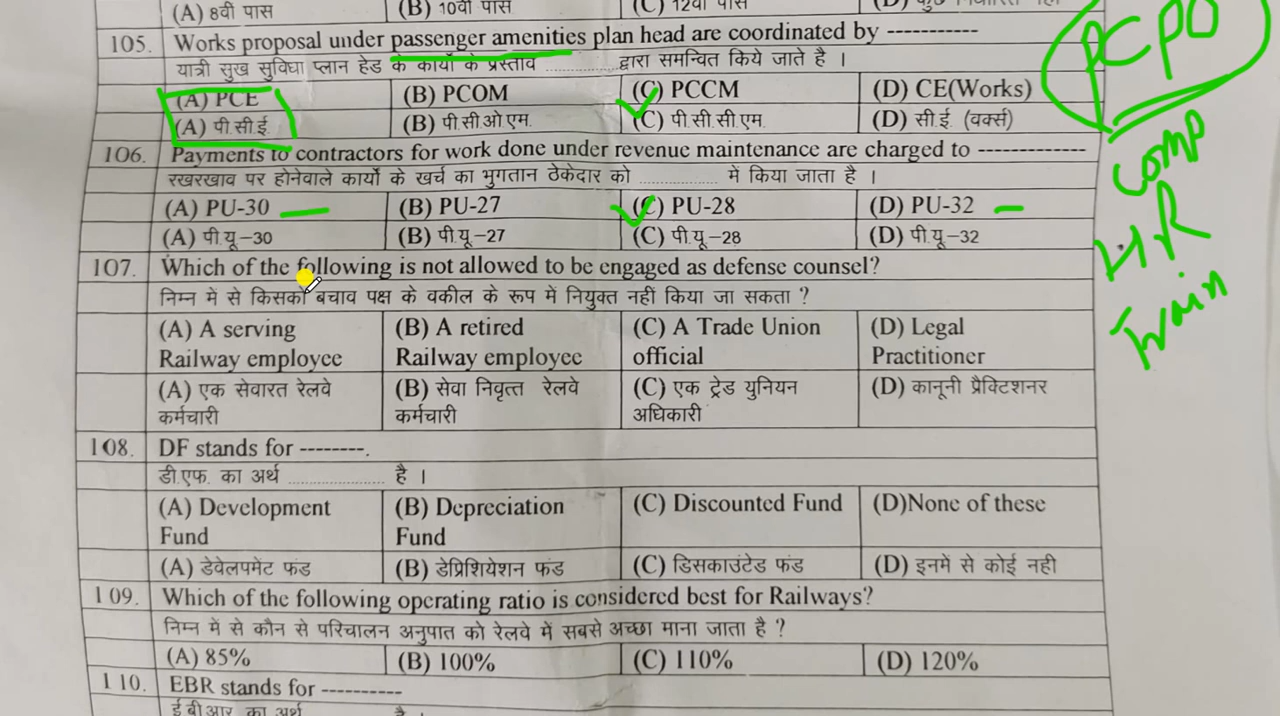 (A) 8वी पास (B) 10वी पास (C) 12वी पास
105. Works proposal under passenger amenities plan head are coordinated by -----------
यात्री सुख सुविधा प्लान हेड के कार्यो के प्रस्ताव ................ द्वारा समन्वित किये जाते है ।
(A) PCE (B) PCOM (C) PCCM (D) CE(Works)
(A) पी.सी.ई. (B) पी.सी.ओ.एम. (C) पी.सी.सी.एम. (D) सी.ई. (वर्क्स)
106. Payments to contractors for work done under revenue maintenance are charged to -------------
रखरखाव पर होनेवाले कार्यो के खर्च का भुगतान ठेकेदार को ................ में किया जाता है ।
(A) PU-30 (B) PU-27 (C) PU-28 (D) PU-32
(A) पी.यू.-30 (B) पी.यू.-27 (C) पी.यू.-28 (D) पी.यू.-32
107. Which of the following is not allowed to be engaged as defense counsel?
निम्न में से किसको बचाव पक्ष के वकील के रूप में नियुक्त नहीं किया जा सकता ?
(A) A serving Railway employee (B) A retired Railway employee (C) A Trade Union official (D) Legal Practitioner
(A) एक सेवारत रेलवे कर्मचारी (B) सेवा निवृत्त रेलवे कर्मचारी (C) एक ट्रेड युनियन अधिकारी (D) कानूनी प्रैक्टिशनर
108. DF stands for --------.
डी.एफ. का अर्थ ........................ है ।
(A) Development Fund (B) Depreciation Fund (C) Discounted Fund (D)None of these
(A) डेवेलपमेंट फंड (B) डेप्रिशियेशन फंड (C) डिसकाउंटेड फंड (D) इनमें से कोई नही
109. Which of the following operating ratio is considered best for Railways?
निम्न में से कौन से परिचालन अनुपात को रेलवे में सबसे अच्छा माना जाता है ?
(A) 85% (B) 100% (C) 110% (D) 120%
110. EBR stands for ----------
ई.बी.आर. का अर्थ है ।
PCPO
Comp
HR
Train